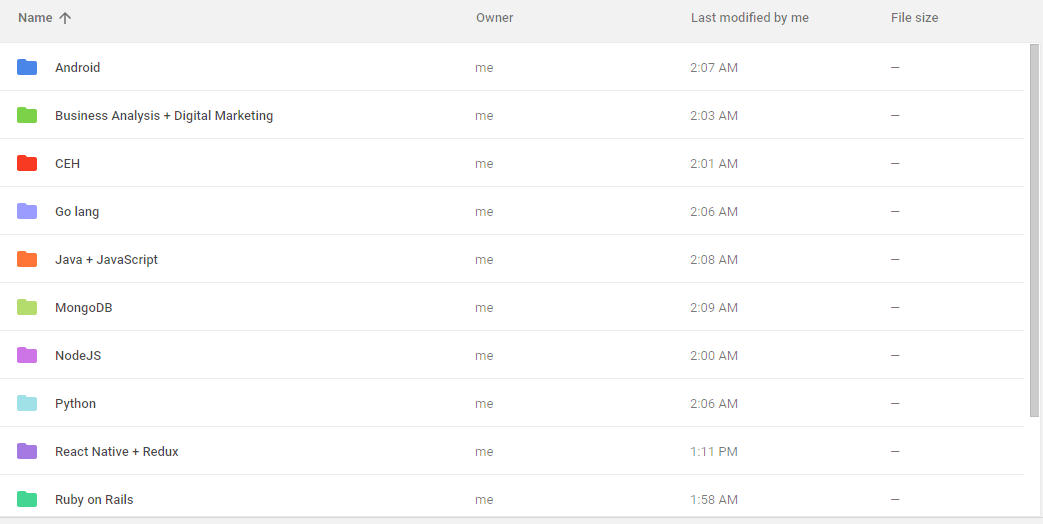 Name Owner Last modified by me File size
Android me 2:07 AM —
Business Analysis + Digital Marketing me 2:03 AM —
CEH me 2:01 AM —
Go lang me 2:06 AM —
Java + JavaScript me 2:08 AM —
MongoDB me 2:09 AM —
NodeJS me 2:00 AM —
Python me 2:06 AM —
React Native + Redux me 1:11 PM —
Ruby on Rails me 1:58 AM —